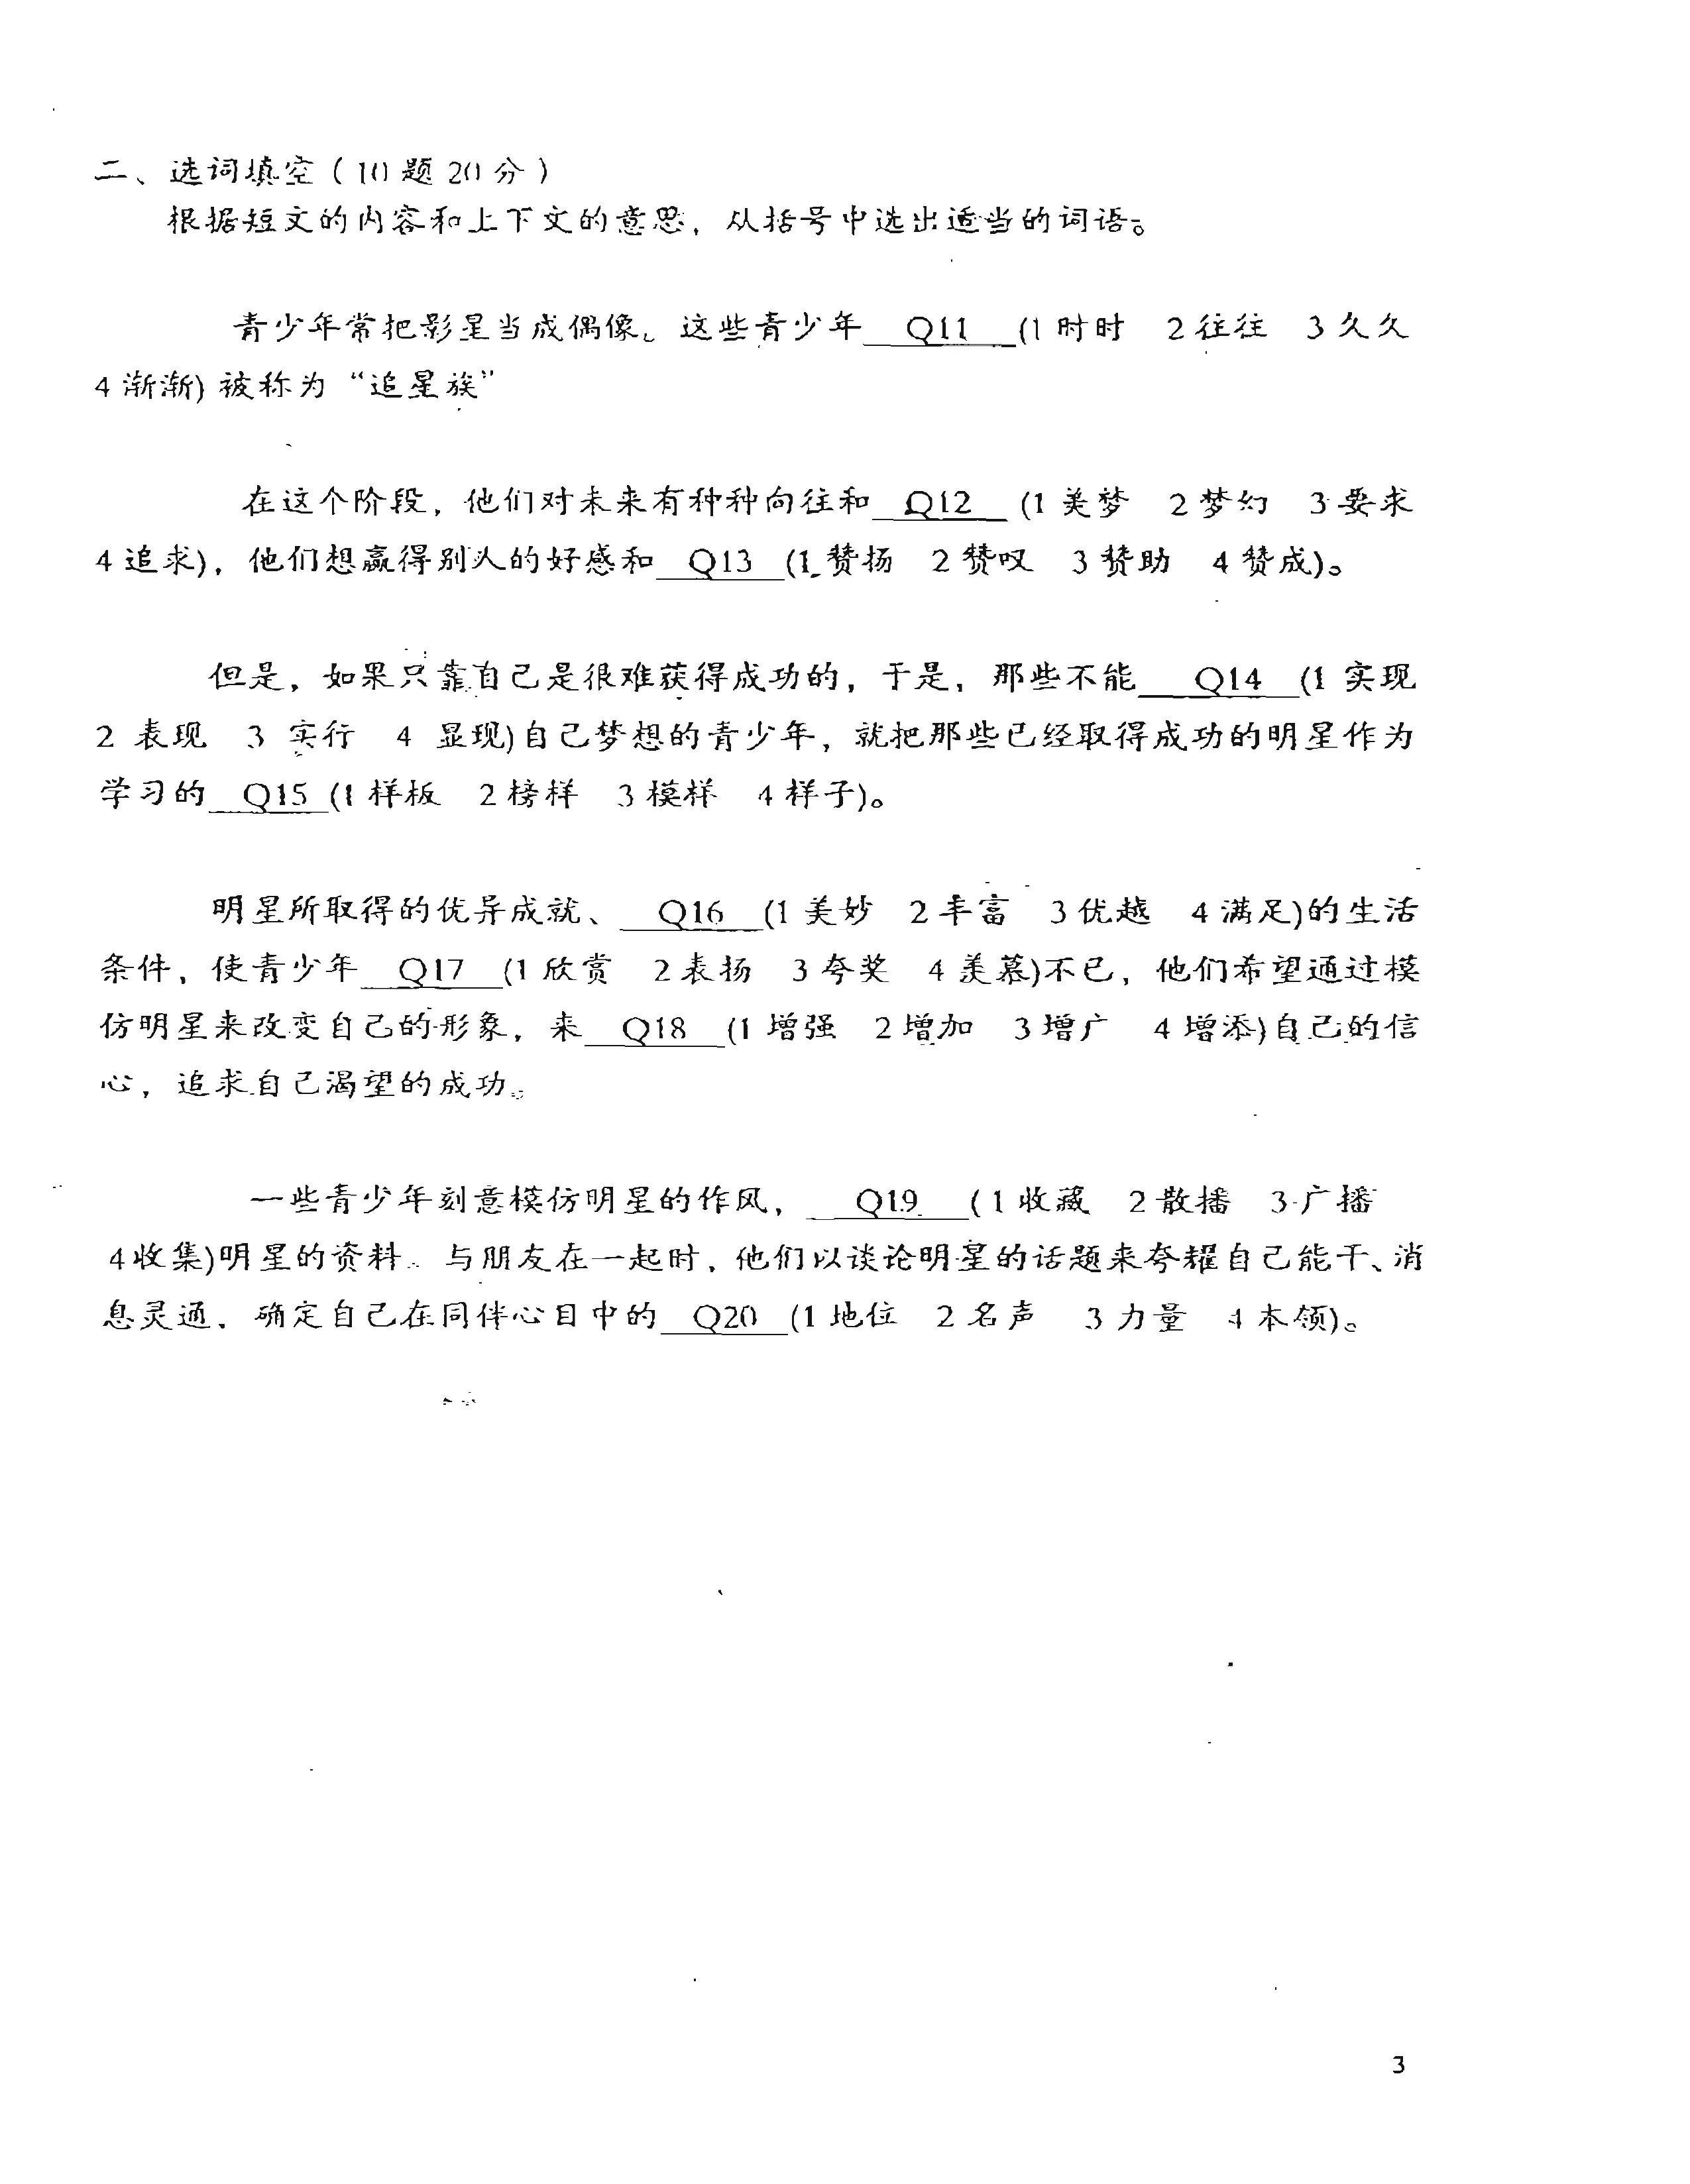 二、选词填空（10题20分）
根据短文的内容和上下文的意思，从括号中选出适当的词语。
青少年常把影星当成偶像。这些青少年 Q11 (1 时时 2 往往 3 久久
4 渐渐) 被称为 “追星族”
在这个阶段，他们对未来有种种向往和 Q12 (1 美梦 2 梦幻 3 要求
4 追求)，他们想赢得别人的好感和 Q13 (1 赞扬 2 赞叹 3 赞助 4 赞成)。
但是，如果只靠自己是很难获得成功的，于是，那些不能 Q14 (1 实现
2 表现 3 实行 4 显现)自己梦想的青少年，就把那些已经取得成功的明星作为
学习的 Q15 (1 样板 2 榜样 3 模样 4 样子)。
明星所取得的优异成就、 Q16 (1 美妙 2 丰富 3 优越 4 满足)的生活
条件，使青少年 Q17 (1 欣赏 2 表扬 3 夸奖 4 羡慕)不已，他们希望通过模
仿明星来改变自己的形象，来 Q18 (1 增强 2 增加 3 增广 4 增添)自己的信
心，追求自己渴望的成功。
一些青少年刻意模仿明星的作风， Q19 (1 收藏 2 散播 3 广播
4 收集)明星的资料。与朋友在一起时，他们以谈论明星的话题来夸耀自己能干、消
息灵通，确定自己在同伴心目中的 Q20 (1 地位 2 名声 3 力量 4 本领)。
3